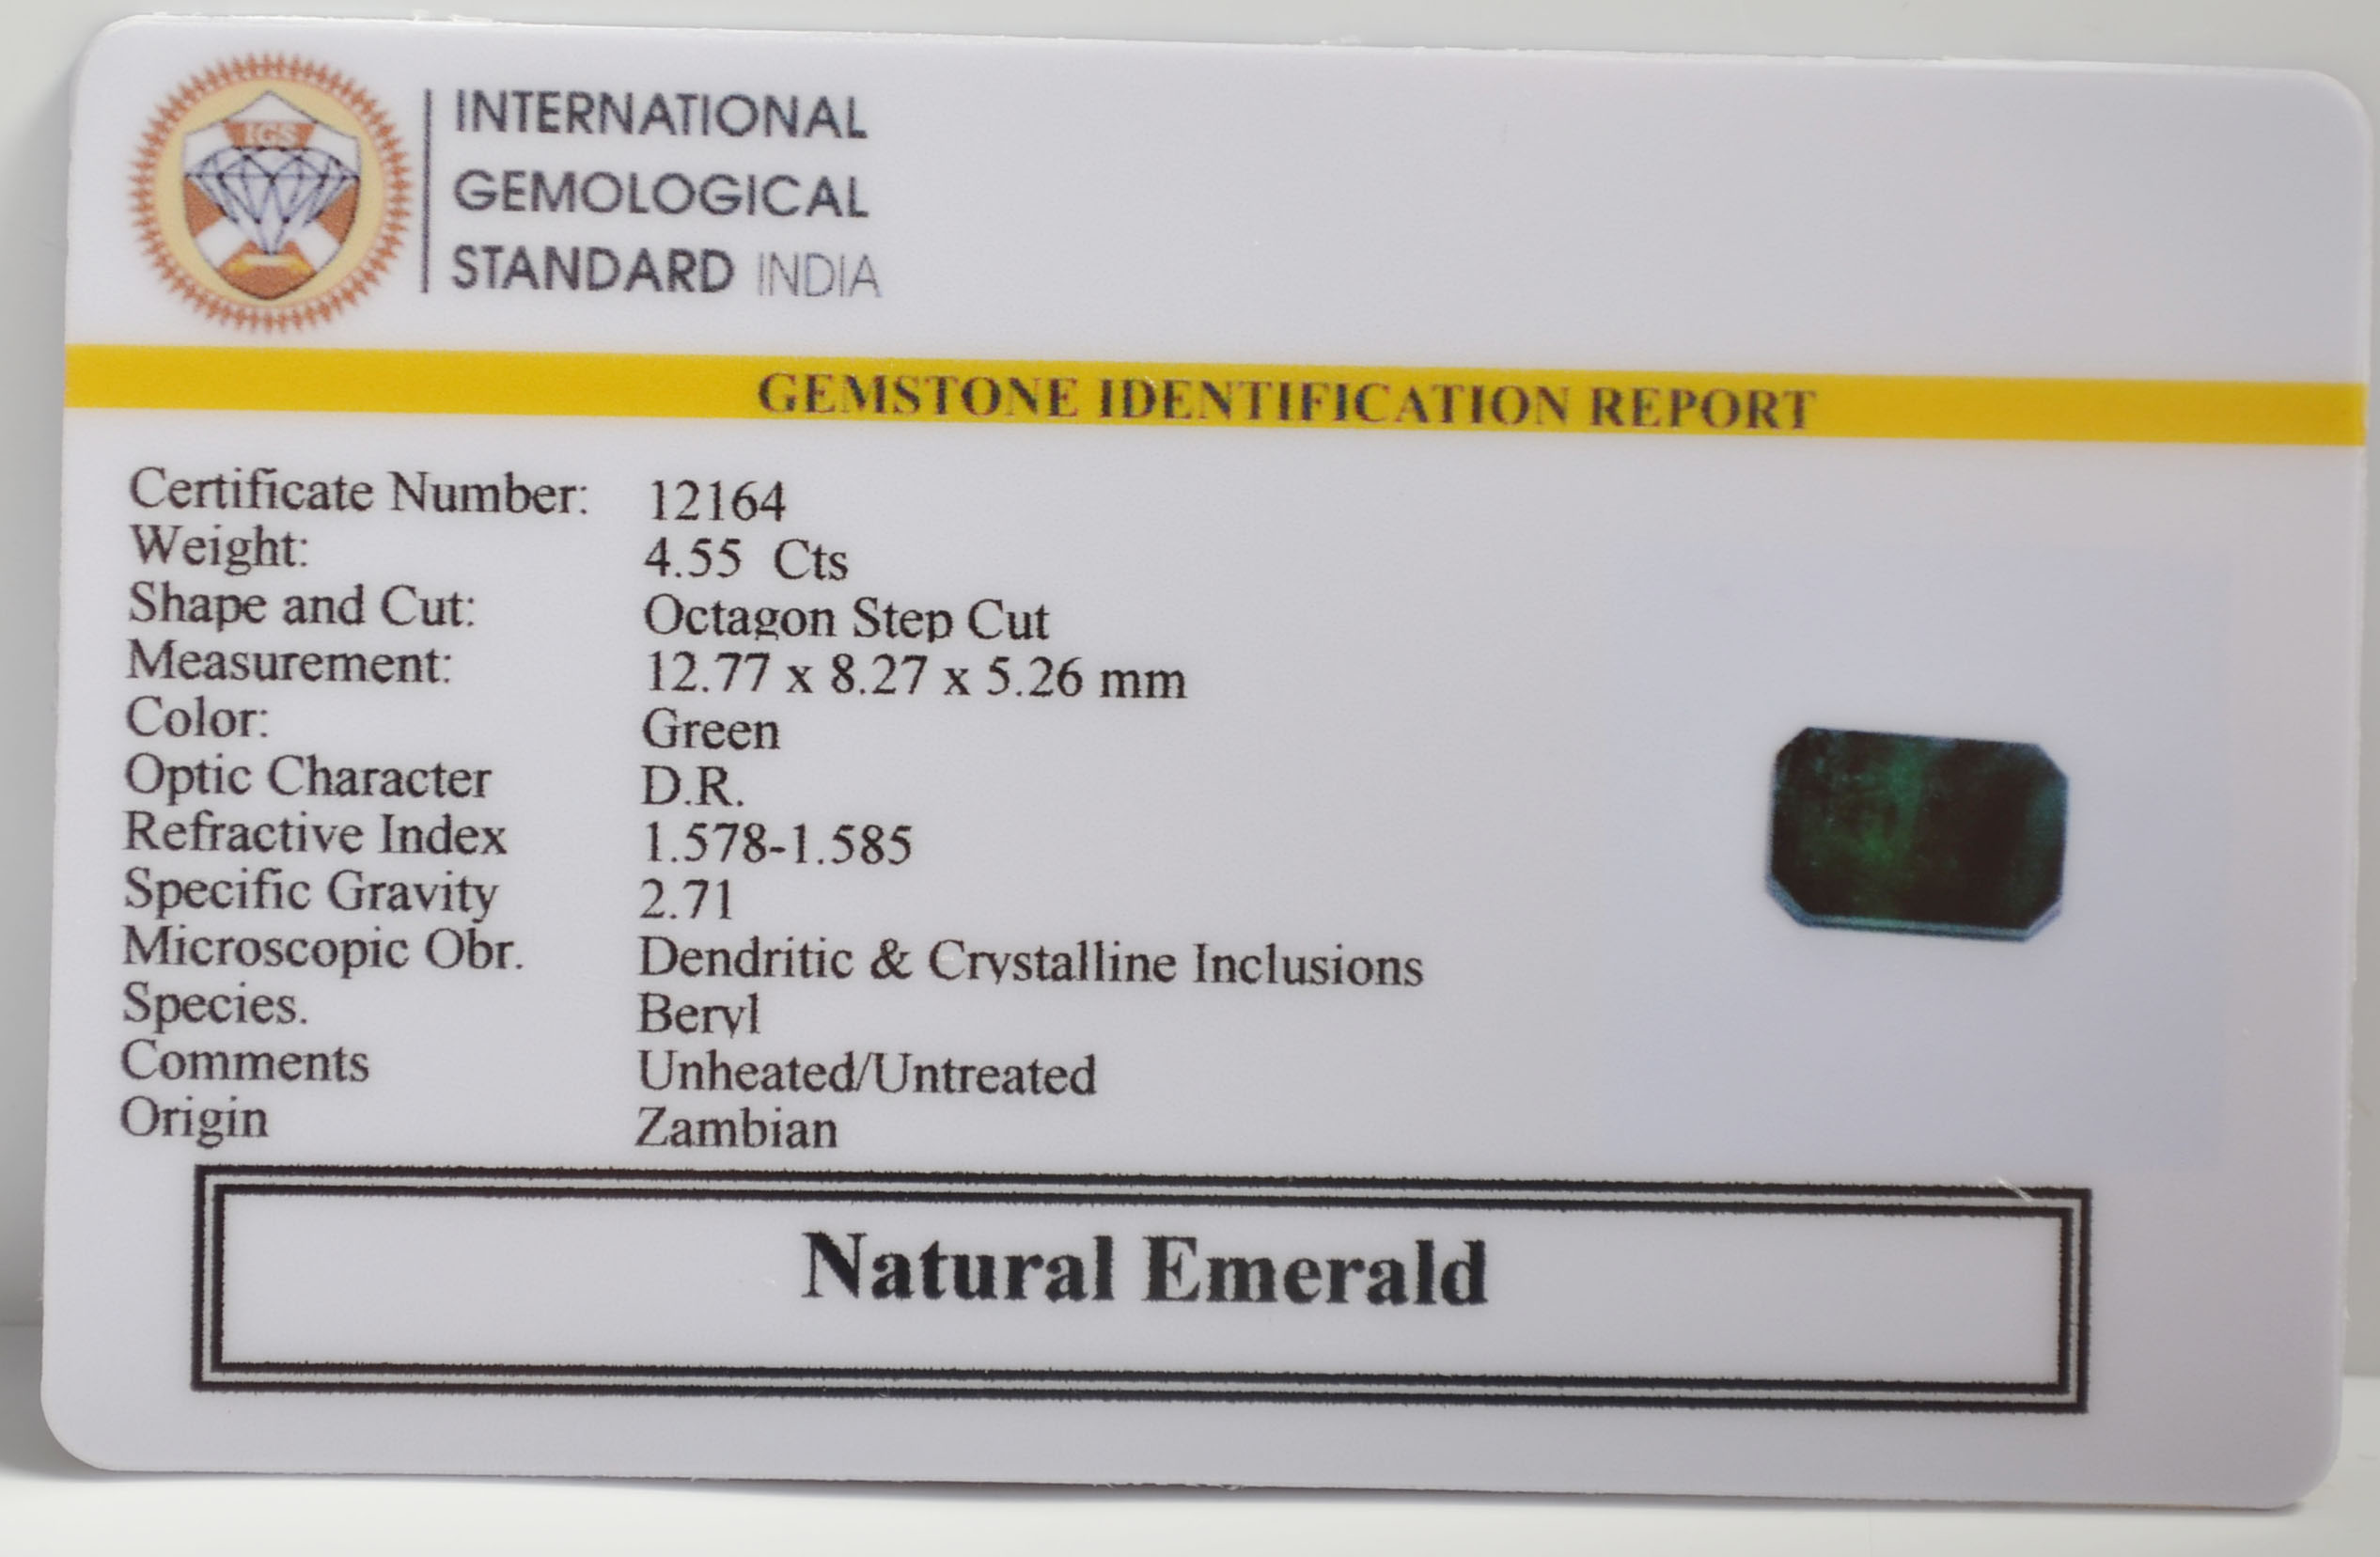 IGS
INTERNATIONAL
GEMOLOGICAL
STANDARD INDIA
GEMSTONE IDENTIFICATION REPORT
Certificate Number: 12164
Weight: 4.55 Cts
Shape and Cut: Octagon Step Cut
Measurement: 12.77 x 8.27 x 5.26 mm
Color: Green
Optic Character D.R.
Refractive Index 1.578-1.585
Specific Gravity 2.71
Microscopic Obr. Dendritic & Crystalline Inclusions
Species. Beryl
Comments Unheated/Untreated
Origin Zambian
Natural Emerald